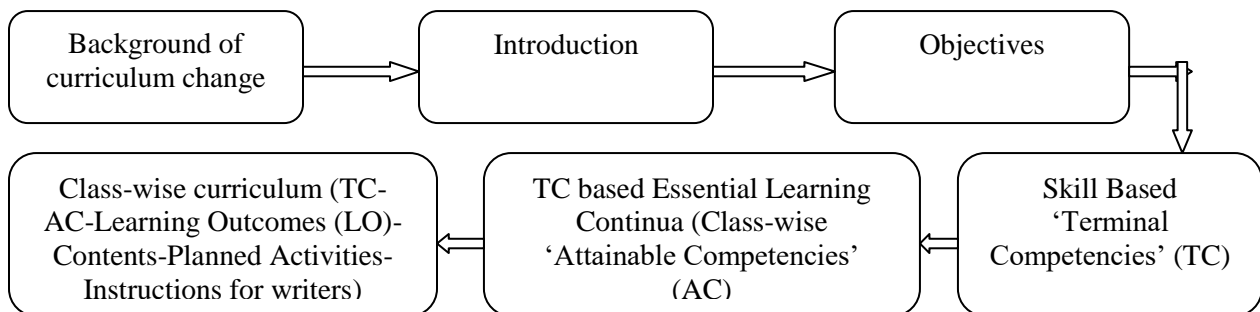 Background of
curriculum change
Introduction
Objectives
Skill Based
‘Terminal
Competencies’ (TC)
TC based Essential Learning
Continua (Class-wise
‘Attainable Competencies’
(AC)
Class-wise curriculum (TC-
AC-Learning Outcomes (LO)-
Contents-Planned Activities-
Instructions for writers)